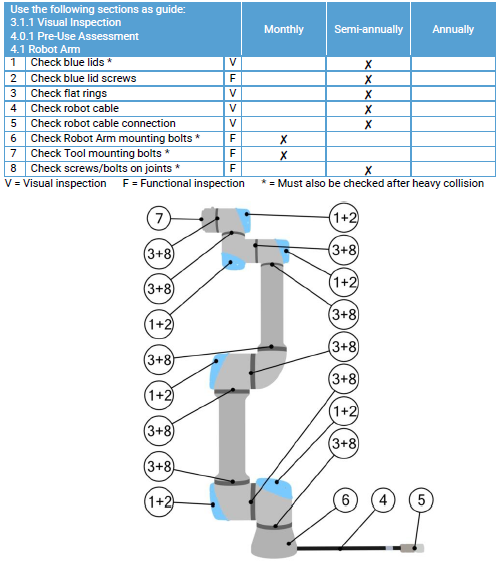 Use the following sections as guide:
3.1.1 Visual Inspection
4.0.1 Pre-Use Assessment
4.1 Robot Arm
Monthly Semi-annually Annually
1 Check blue lids * V ✗
2 Check blue lid screws F ✗
3 Check flat rings V ✗
4 Check robot cable V ✗
5 Check robot cable connection V ✗
6 Check Robot Arm mounting bolts * F ✗
7 Check Tool mounting bolts * F ✗
8 Check screws/bolts on joints * F ✗
V = Visual inspection F = Functional inspection * = Must also be checked after heavy collision
7 1+2
3+8 3+8
3+8 1+2
1+2 3+8
3+8 3+8
1+2 3+8
3+8 1+2
3+8 3+8
1+2 6 4 5